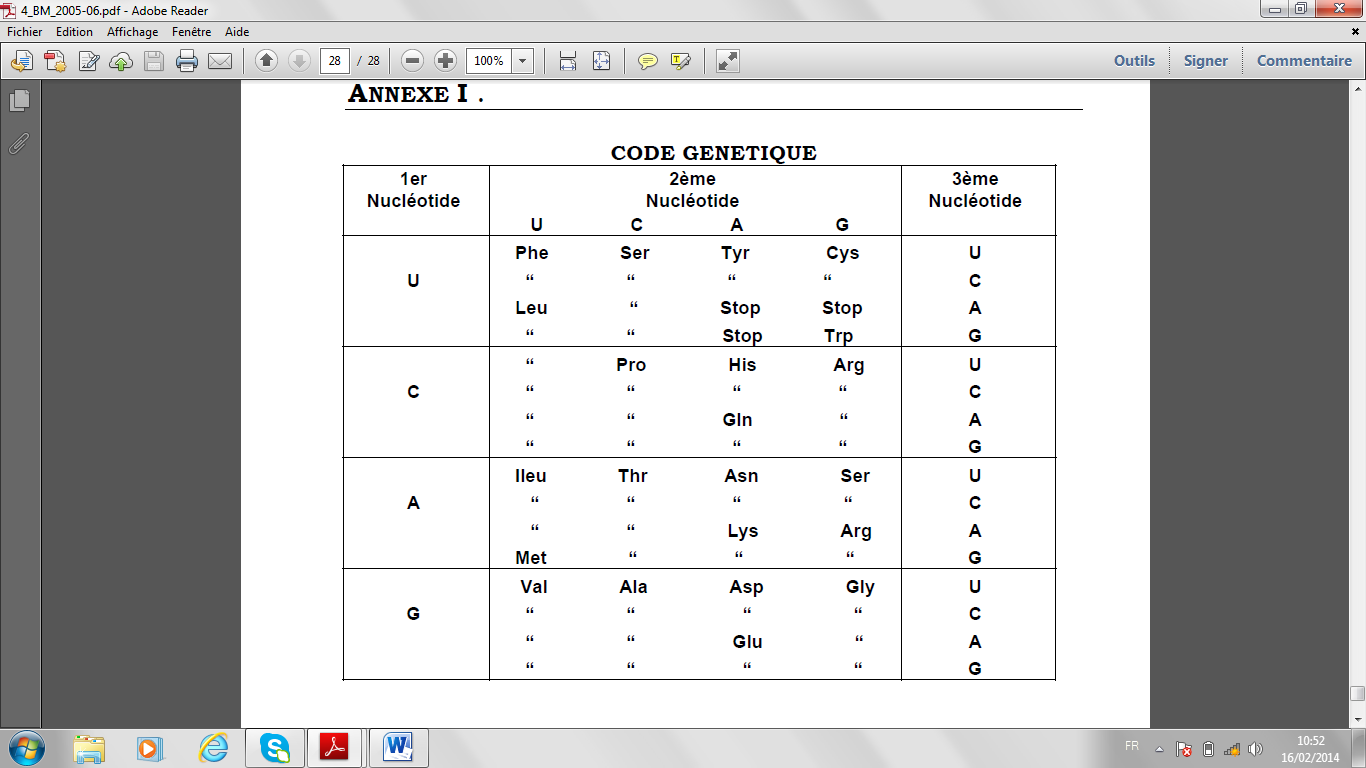 4_BM_2005-06.pdf - Adobe Reader
Fichier Edition Affichage Fenêtre Aide
28 / 28 100% Outils Signer Commentaire
ANNEXE I .
CODE GENETIQUE
1er 2ème 3ème
Nucléotide Nucléotide Nucléotide
U C A G
Phe Ser Tyr Cys U
U “ “ “ “ C
Leu “ Stop Stop A
“ “ Stop Trp G
“ Pro His Arg U
C “ “ “ “ C
“ “ Gln “ A
“ “ “ “ G
Ileu Thr Asn Ser U
A “ “ “ “ C
“ “ Lys Arg A
Met “ “ “ G
Val Ala Asp Gly U
G “ “ “ “ C
“ “ Glu “ A
“ “ “ “ G
FR 10:52
16/02/2014